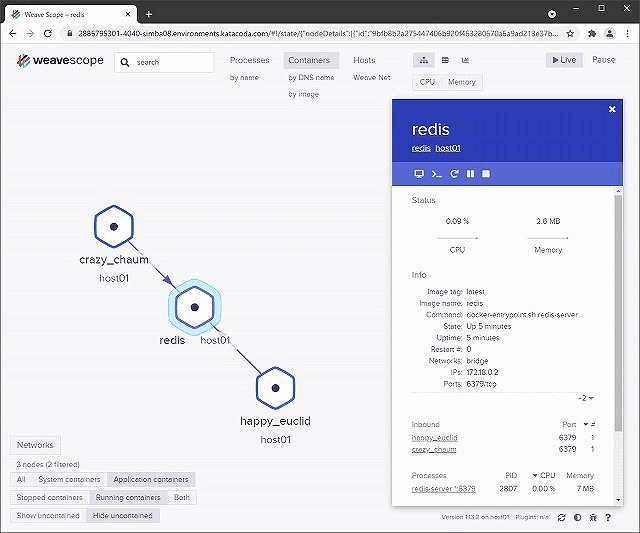 Weave Scope – redis
2886795301-4040-simba08.environments.katacoda.com/#!/state/{"nodeDetails":[{"id":"9bfb8b2a275447406b920f463280670a6a9ad213e37b...
weavescope
search
Processes
by name
Containers
by DNS name
by image
Hosts
Weave Net
CPU
Memory
Live
Pause
redis
redis host01
Status
0.09 %
2.6 MB
CPU
Memory
Info
Image tag: latest
Image name: redis
Command: docker-entrypoint.sh redis-server
State: Up 5 minutes
Uptime: 5 minutes
Restart #: 0
Networks: bridge
IPs: 172.18.0.2
Ports: 6379/tcp
+2
Inbound Port #
happy_euclid 6379 1
crazy_chaum 6379 1
Processes PID CPU Memory
redis-server *:6379 2807 0.00 % 7 MB
crazy_chaum
host01
redis
host01
happy_euclid
host01
Networks
3 nodes (2 filtered)
All System containers Application containers
Stopped containers Running containers Both
Show uncontained Hide uncontained
Version 1.13.2 on host01 Plugins: n/a